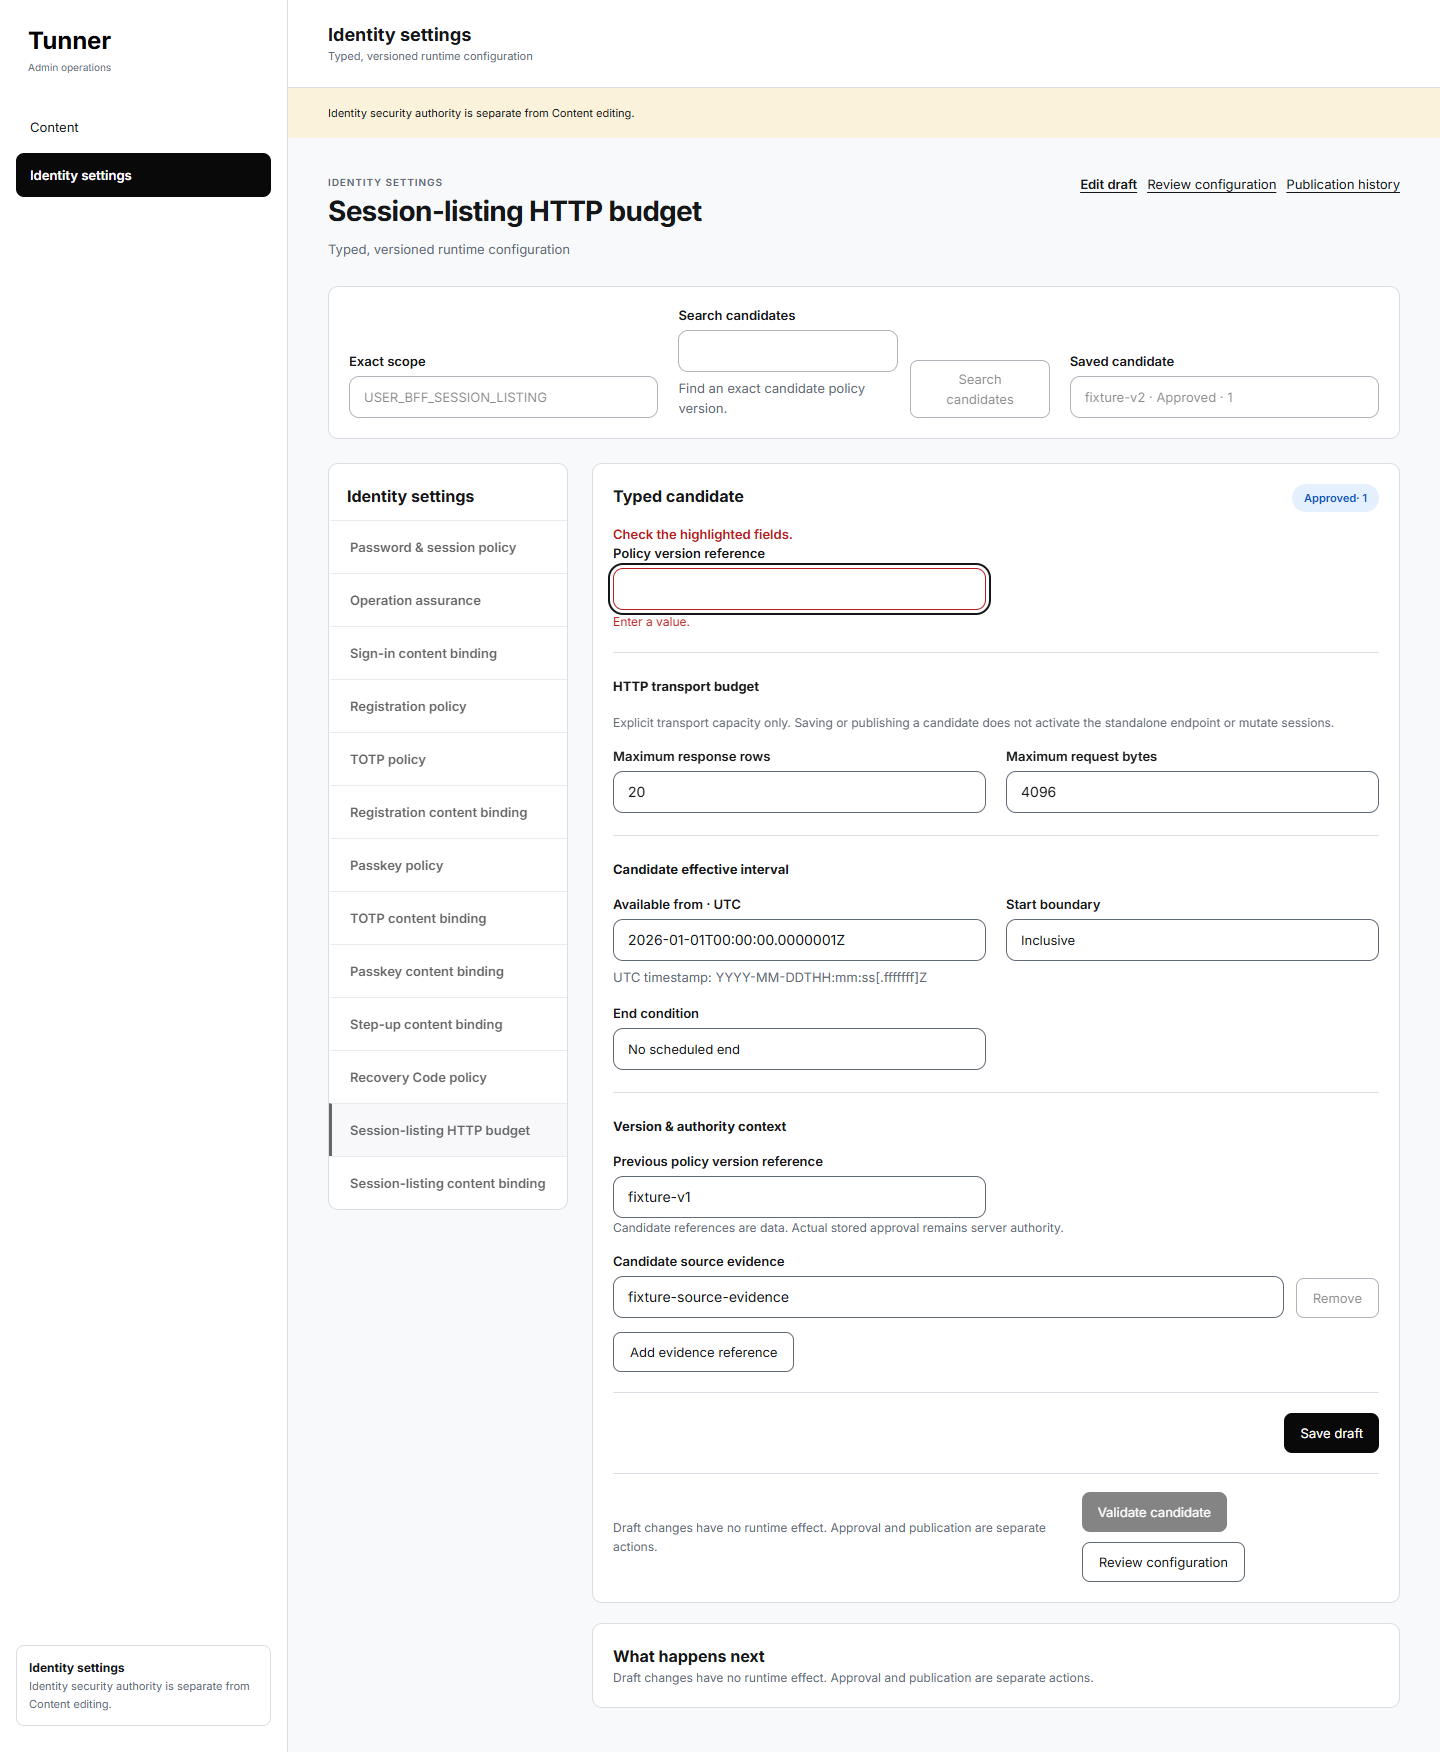 Tunner
Admin operations
Content
Identity settings
Identity settings
Identity security authority is separate from
Content editing.
Identity settings
Typed, versioned runtime configuration
Identity security authority is separate from Content editing.
IDENTITY SETTINGS
Session-listing HTTP budget
Typed, versioned runtime configuration
Edit draft
Review configuration
Publication history
Exact scope
USER_BFF_SESSION_LISTING
Search candidates
Find an exact candidate policy
version.
Search
candidates
Saved candidate
fixture-v2 · Approved · 1
Identity settings
Password & session policy
Operation assurance
Sign-in content binding
Registration policy
TOTP policy
Registration content binding
Passkey policy
TOTP content binding
Passkey content binding
Step-up content binding
Recovery Code policy
Session-listing HTTP budget
Session-listing content binding
Typed candidate
Approved· 1
Check the highlighted fields.
Policy version reference
Enter a value.
HTTP transport budget
Explicit transport capacity only. Saving or publishing a candidate does not activate the standalone endpoint or mutate sessions.
Maximum response rows
20
Maximum request bytes
4096
Candidate effective interval
Available from · UTC
2026-01-01T00:00:00.0000001Z
UTC timestamp: YYYY-MM-DDTHH:mm:ss[.fffffff]Z
Start boundary
Inclusive
End condition
No scheduled end
Version & authority context
Previous policy version reference
fixture-v1
Candidate references are data. Actual stored approval remains server authority.
Candidate source evidence
fixture-source-evidence
Remove
Add evidence reference
Save draft
Draft changes have no runtime effect. Approval and publication are separate
actions.
Validate candidate
Review configuration
What happens next
Draft changes have no runtime effect. Approval and publication are separate actions.